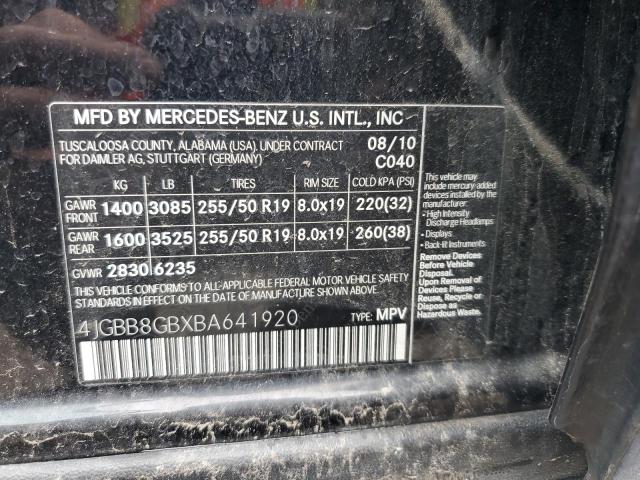 MFD BY MERCEDES-BENZ U.S. INTL., INC
TUSCALOOSA COUNTY, ALABAMA (USA). UNDER CONTRACT 08/10
FOR DAIMLER AG, STUTTGART (GERMANY) C040
KG LB TIRES RIM SIZE COLD KPA (PSI)
GAWR FRONT 1400 3085 255/50 R19 8.0x19 220(32)
GAWR REAR 1600 3525 255/50 R19 8.0x19 260(38)
GVWR 2830 6235
THIS VEHICLE CONFORMS TO ALL APPLICABLE FEDERAL MOTOR VEHICLE SAFETY
STANDARDS IN EFFECT ON THE DATE OF MANUFACTURE SHOWN ABOVE.
4JGBB8GBXBA641920 TYPE: MPV
This vehicle may
include mercury-added
devices installed by the
manufacturer:
- High Intensity
Discharge Headlamps
- Displays
- Back-lit Instruments
Remove Devices
Before Vehicle
Disposal.
Upon Removal of
Devices Please
Reuse, Recycle or
Dispose as
Hazardous Waste.